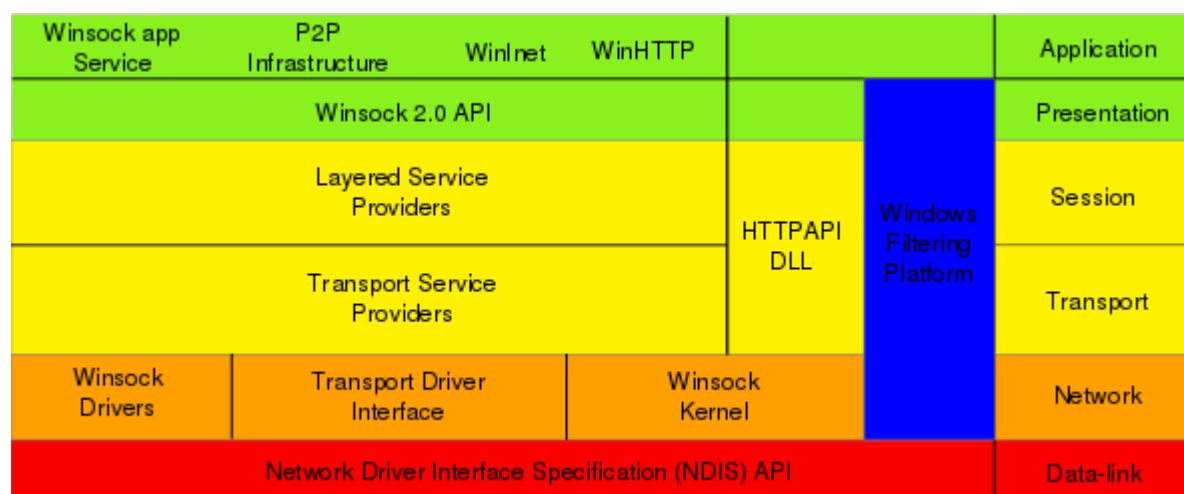 Winsock app
Service
P2P
Infrastructure
WinInet
WinHTTP
Application
Winsock 2.0 API
Presentation
Layered Service
Providers
Session
HTTPAPI
DLL
Windows
Filtering
Platform
Transport Service
Providers
Transport
Winsock
Drivers
Transport Driver
Interface
Winsock
Kernel
Network
Network Driver Interface Specification (NDIS) API
Data-link